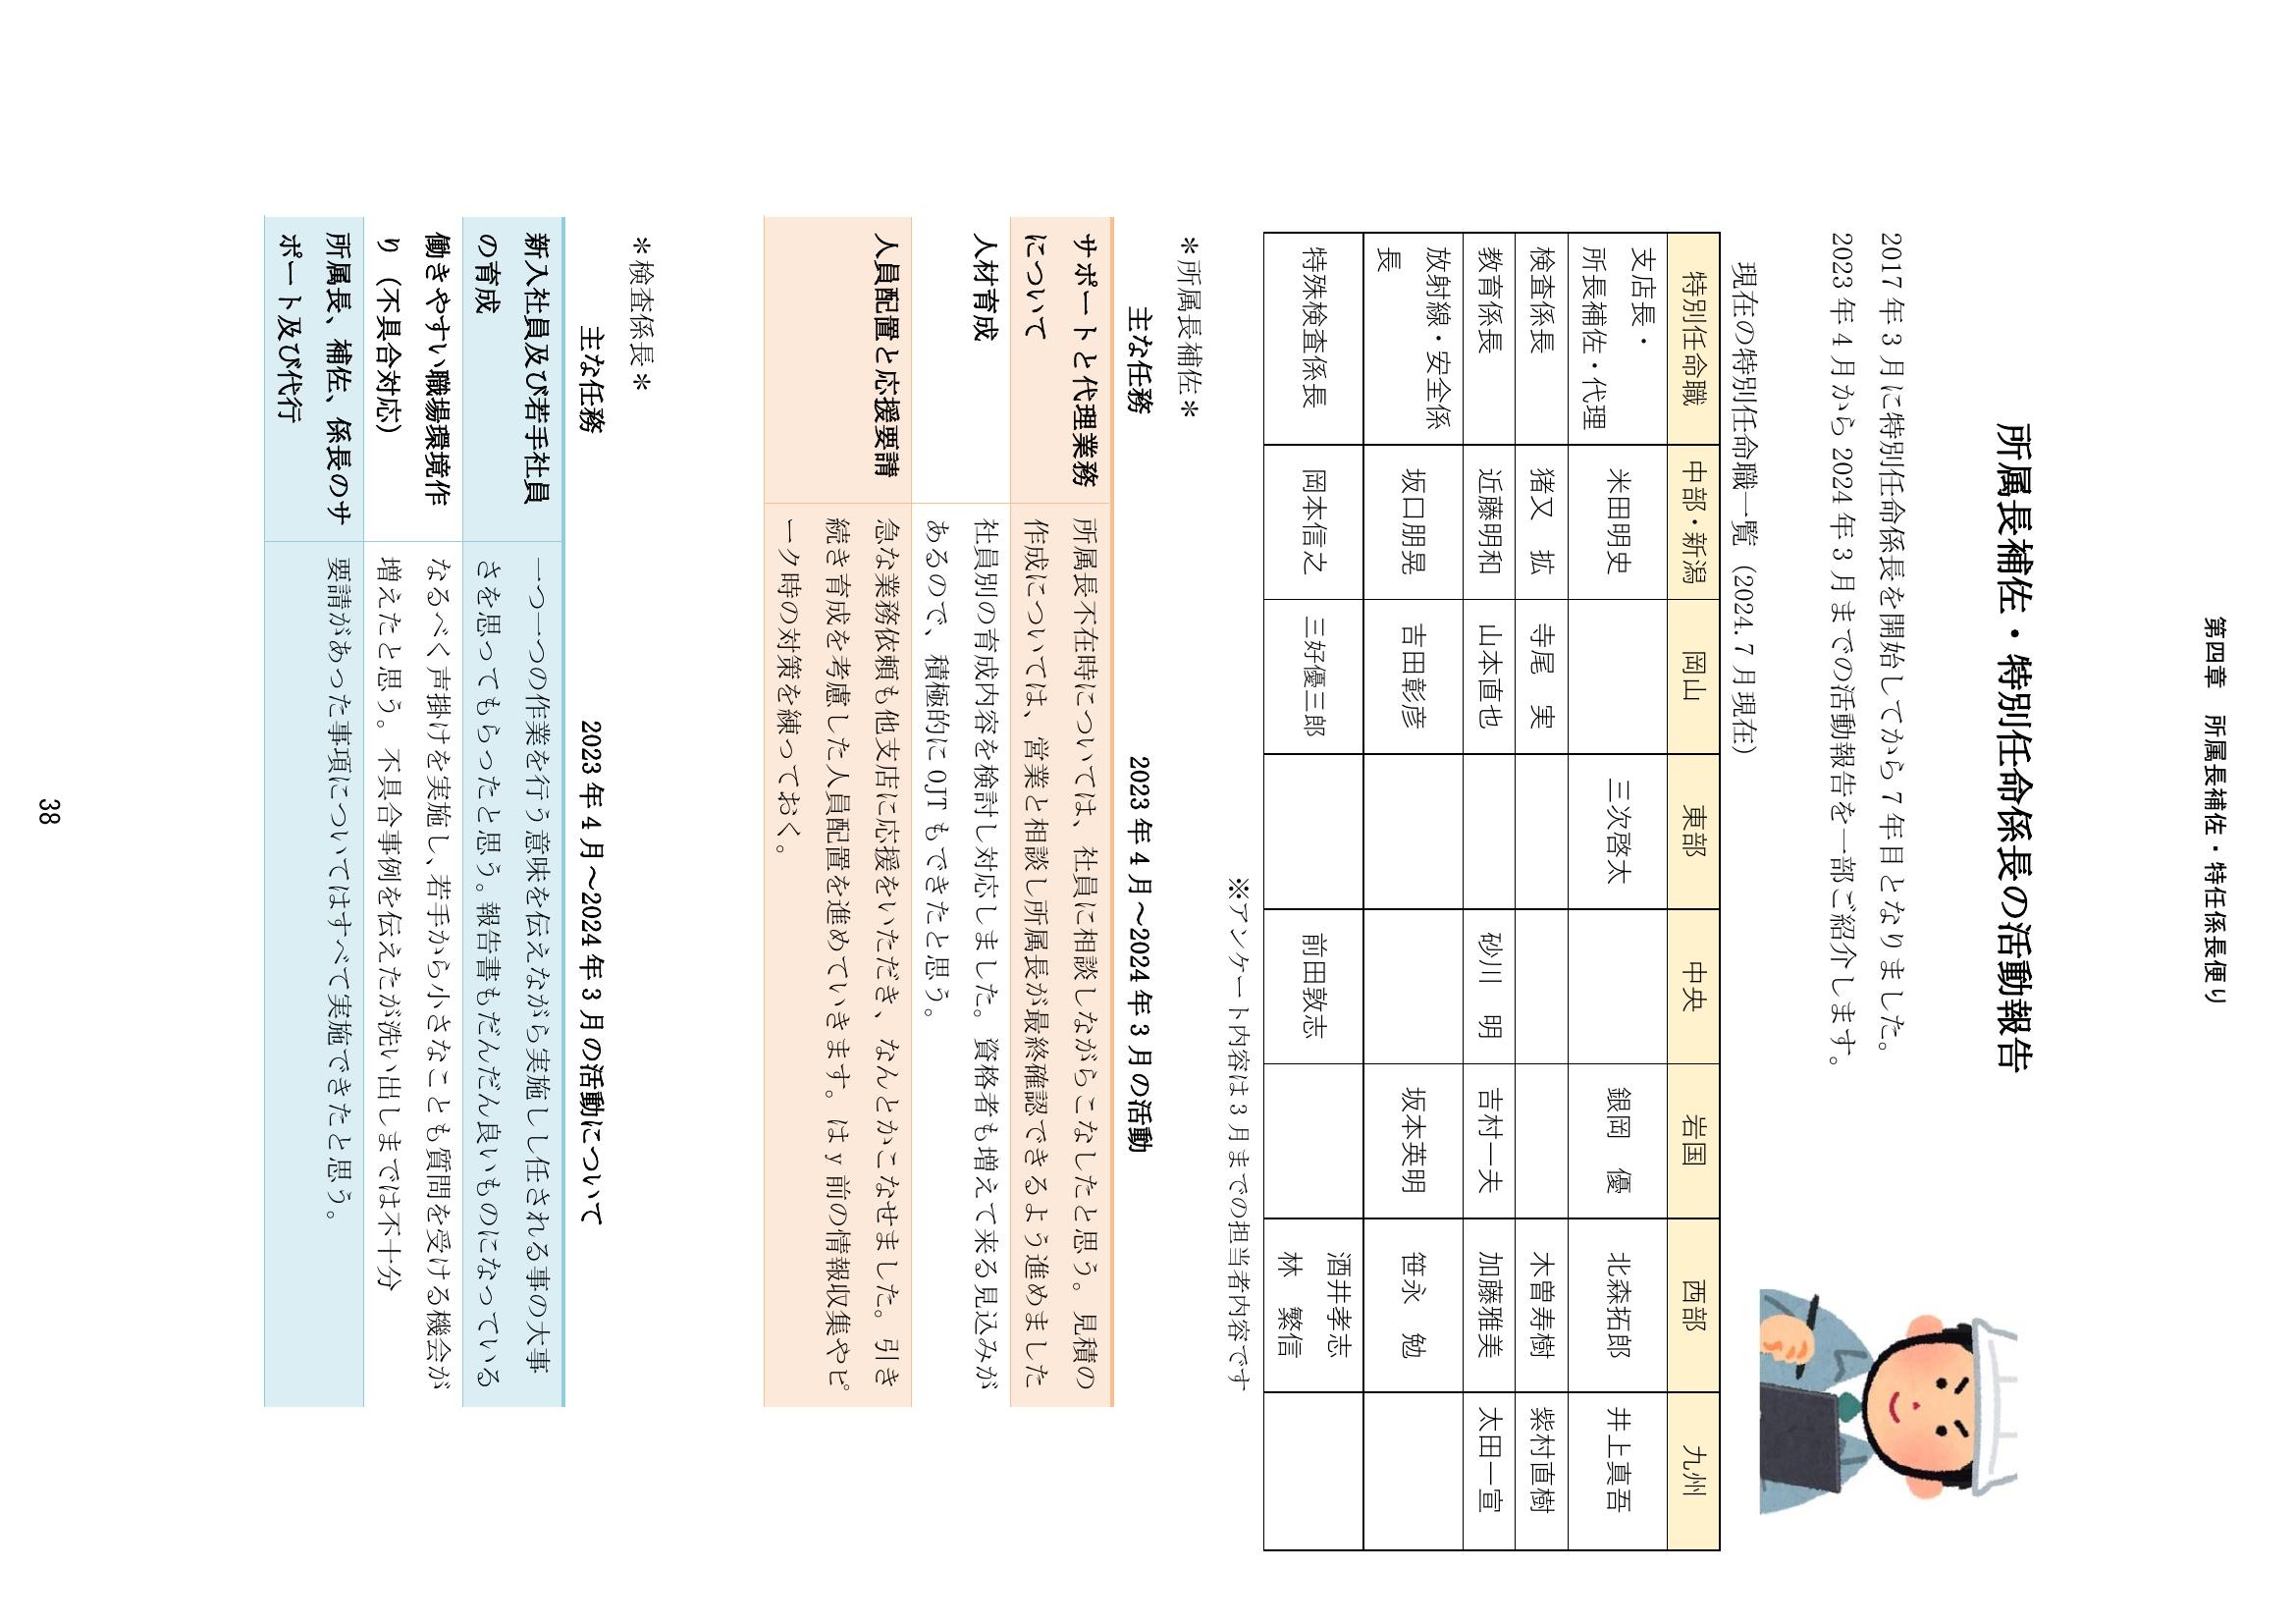 第四章　所属長補佐・特任係長便り
所属長補佐・特別任命係長の活動報告
2017 年 3 月に特別任命係長を開始してから 7 年目となりました。
2023 年 4 月から 2024 年 3 月までの活動報告を一部ご紹介します。
現在の特別任命職一覧（2024. 7 月現在）
特別任命職 中部・新潟 岡山 東部 中央 岩国 西部 九州
支店長・
所長補佐・代理 米田明史 三次啓太 銀岡　優 北森拓郎 井上真吾
検査係長 猪又　拡 寺尾　実 木曽寿樹 紫村直樹
教育係長 近藤明和 山本直也 砂川　明 吉村一夫 加藤雅美 太田一宣
放射線・安全係
長 坂口朋晃 吉田彰彦 坂本英明 笹永　勉
特殊検査係長 岡本信之 三好優三郎 前田敦志 酒井孝志
林　繁信
※アンケート内容は 3 月までの担当者内容です
＊所属長補佐＊
主な任務 2023 年 4 月～2024 年 3 月の活動
サポートと代理業務 所属長不在時については、社員に相談しながらこなしたと思う。見積の
について 作成については、営業と相談し所属長が最終確認できるよう進めました
人材育成 社員別の育成内容を検討し対応しました。資格者も増えて来る見込みが
あるので、積極的に OJT もできたと思う。
人員配置と応援要請 急な業務依頼も他支店に応援をいただき、なんとかこなせました。引き
続き育成を考慮した人員配置を進めていきます。は y 前の情報収集やピ
ーク時の対策を練っておく。
＊検査係長＊
主な任務 2023 年 4 月～2024 年 3 月の活動について
新入社員及び若手社員 一つ一つの作業を行う意味を伝えながら実施しし任される事の大事
の育成 さを思ってもらったと思う。報告書もだんだん良いものになっている
働きやすい職場環境作 なるべく声掛けを実施し、若手から小さなことも質問を受ける機会が
り（不具合対応） 増えたと思う。不具合事例を伝えたが洗い出しまでは不十分
所属長、補佐、係長のサ 要請があった事項についてはすべて実施できたと思う。
ポート及び代行
38